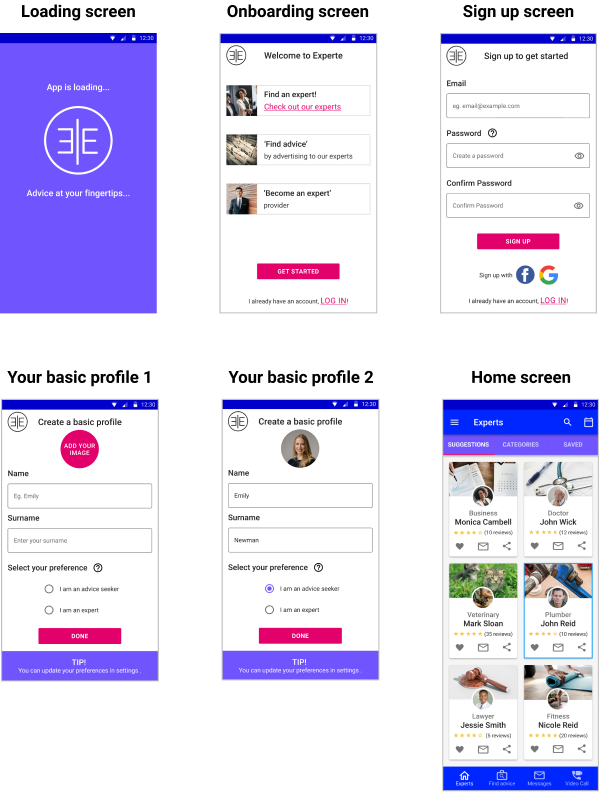 Loading screen
12:30
App is loading...
Advice at your fingertips...
Onboarding screen
12:30
Welcome to Experte
Find an expert!
Check out our experts
‘Find advice’
by advertising to our experts
‘Become an expert’
provider
GET STARTED
I already have an account, LOG IN!
Sign up screen
12:30
Sign up to get started
Email
eg. email@example.com
Password ?
Create a password
Confirm Password
Confirm Password
SIGN UP
Sign up with f G
I already have an account, LOG IN!
Your basic profile 1
12:30
Create a basic profile
ADD YOUR
IMAGE
Name
Eg. Emily
Surname
Enter your surname
Select your preference ?
I am an advice seeker
I am an expert
DONE
TIP!
You can update your preferences in settings .
Your basic profile 2
12:30
Create a basic profile
Name
Emily
Surname
Newman
Select your preference ?
I am an advice seeker
I am an expert
DONE
TIP!
You can update your preferences in settings .
Home screen
12:30
Experts
SUGGESTIONS CATEGORIES SAVED
Business
Monica Cambell
(10 reviews)
Doctor
John Wick
(12 reviews)
Veterinary
Mark Sloan
(35 reviews)
Plumber
John Reid
(10 reviews)
Lawyer
Jessie Smith
(5 reviews)
Fitness
Nicole Reid
(20 reviews)
Experts Find advice Messages Video Call